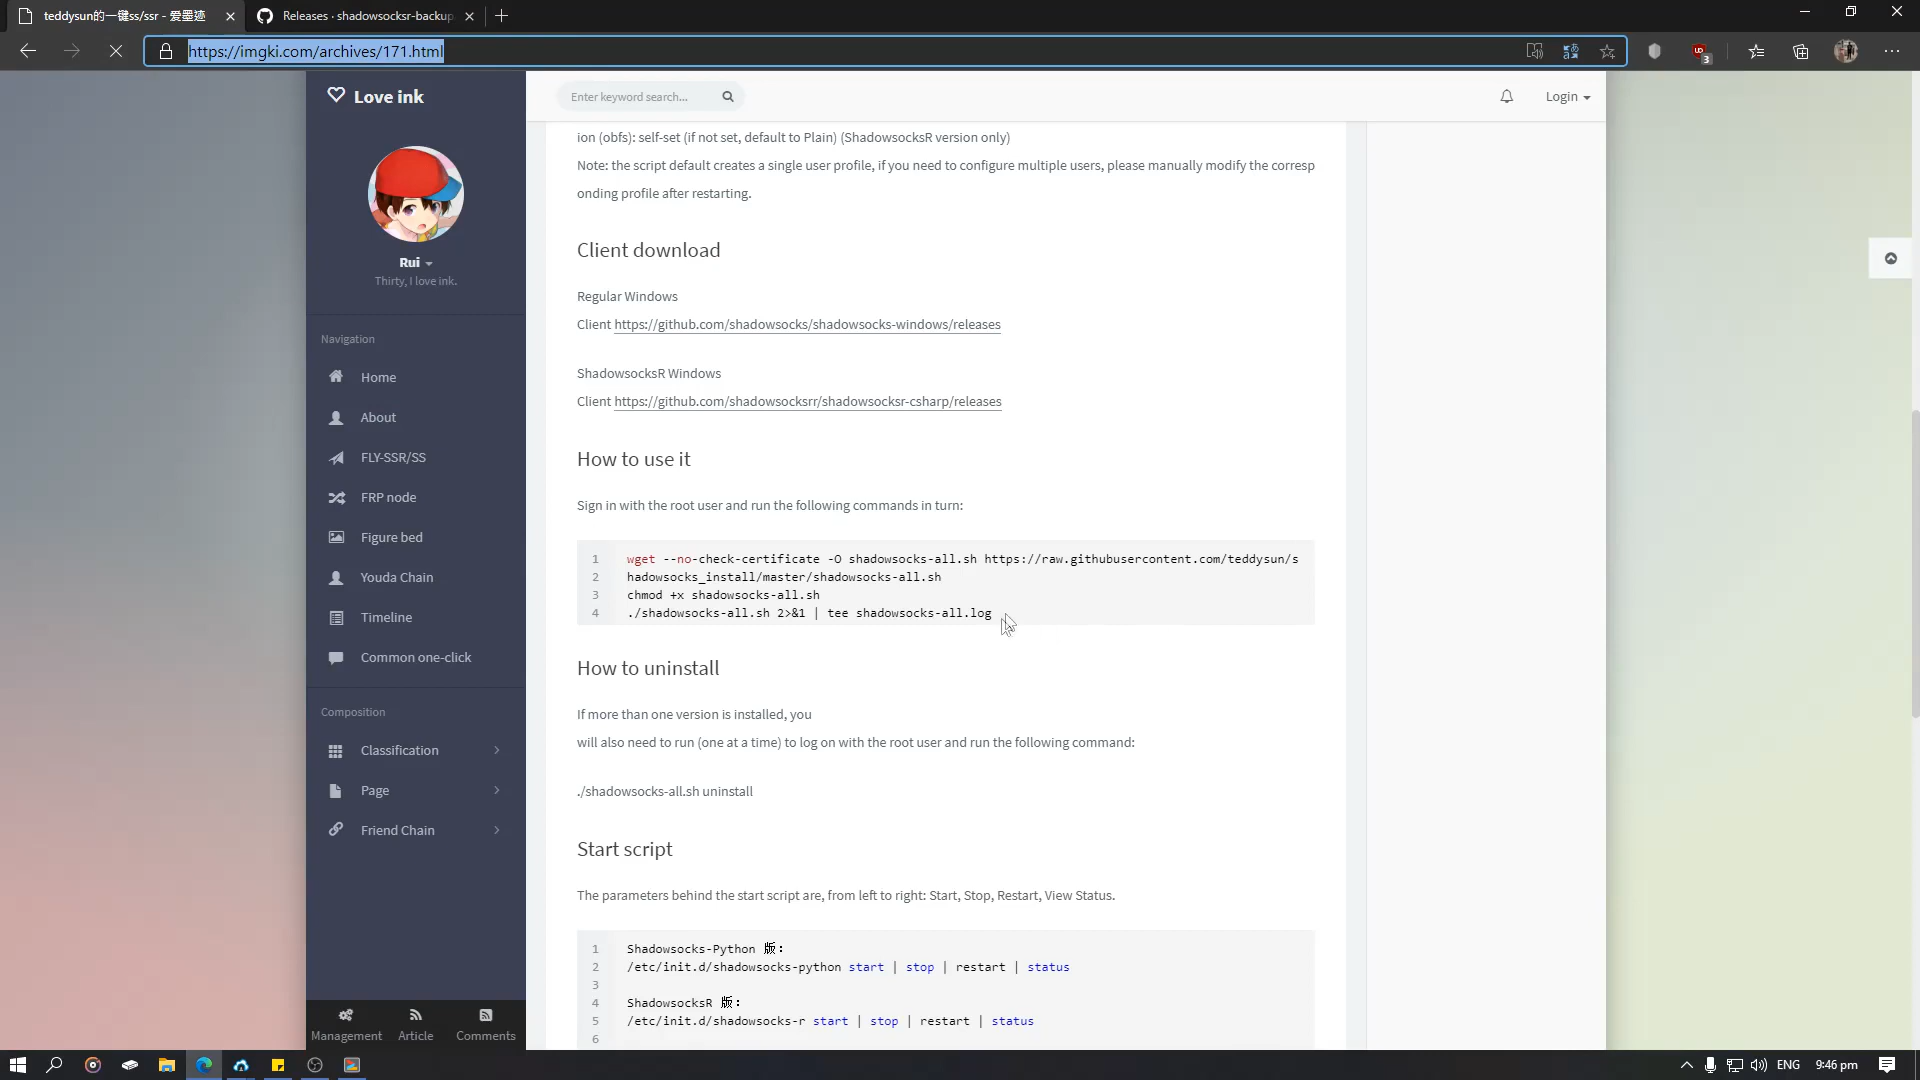 teddysun的一键ss/ssr - 爱墨迹
Releases · shadowsocksr-backup
https://imgki.com/archives/171.html
3
Love ink
Enter keyword search...
Login
Rui
Thirty, I love ink.
Navigation
Home
About
FLY-SSR/SS
FRP node
Figure bed
Youda Chain
Timeline
Common one-click
Composition
Classification
Page
Friend Chain
Management
Article
Comments
ion (obfs): self-set (if not set, default to Plain) (ShadowsocksR version only)
Note: the script default creates a single user profile, if you need to configure multiple users, please manually modify the corresp
onding profile after restarting.
Client download
Regular Windows
Client https://github.com/shadowsocks/shadowsocks-windows/releases
ShadowsocksR Windows
Client https://github.com/shadowsocksrr/shadowsocksr-csharp/releases
How to use it
Sign in with the root user and run the following commands in turn:
1 wget --no-check-certificate -O shadowsocks-all.sh https://raw.githubusercontent.com/teddysun/s
2 hadowsocks_install/master/shadowsocks-all.sh
3 chmod +x shadowsocks-all.sh
4 ./shadowsocks-all.sh 2>&1 | tee shadowsocks-all.log
How to uninstall
If more than one version is installed, you
will also need to run (one at a time) to log on with the root user and run the following command:
./shadowsocks-all.sh uninstall
Start script
The parameters behind the start script are, from left to right: Start, Stop, Restart, View Status.
1 Shadowsocks-Python 版：
2 /etc/init.d/shadowsocks-python start | stop | restart | status
3
4 ShadowsocksR 版：
5 /etc/init.d/shadowsocks-r start | stop | restart | status
6
ENG
9:46 pm